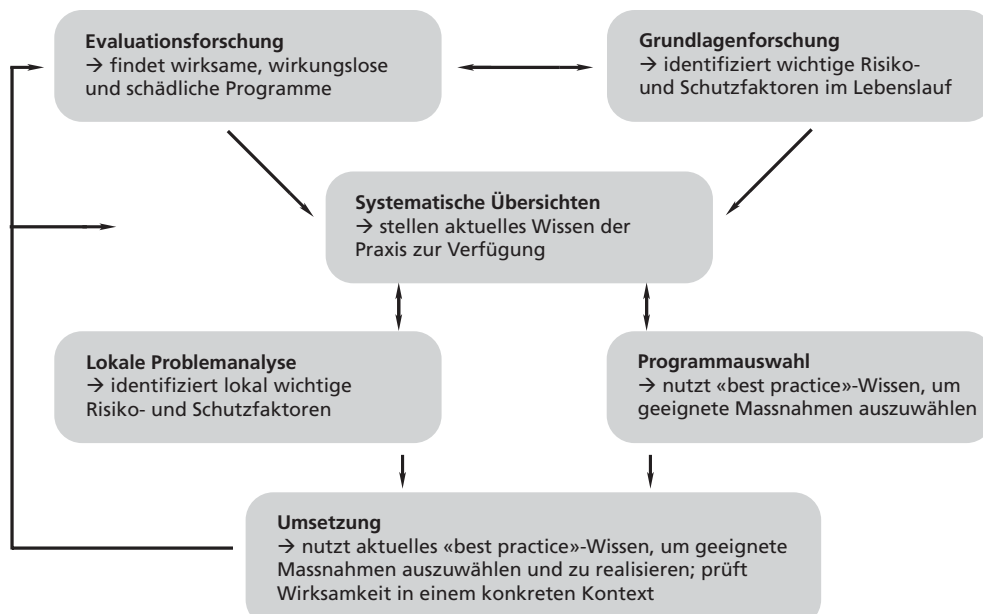 Evaluationsforschung
→ findet wirksame, wirkungslose
und schädliche Programme
Grundlagenforschung
→ identifiziert wichtige Risiko-
und Schutzfaktoren im Lebenslauf
Systematische Übersichten
→ stellen aktuelles Wissen der
Praxis zur Verfügung
Lokale Problemanalyse
→ identifiziert lokal wichtige
Risiko- und Schutzfaktoren
Programmauswahl
→ nutzt «best practice»-Wissen, um
geeignete Massnahmen auszuwählen
Umsetzung
→ nutzt aktuelles «best practice»-Wissen, um geeignete
Massnahmen auszuwählen und zu realisieren; prüft
Wirksamkeit in einem konkreten Kontext